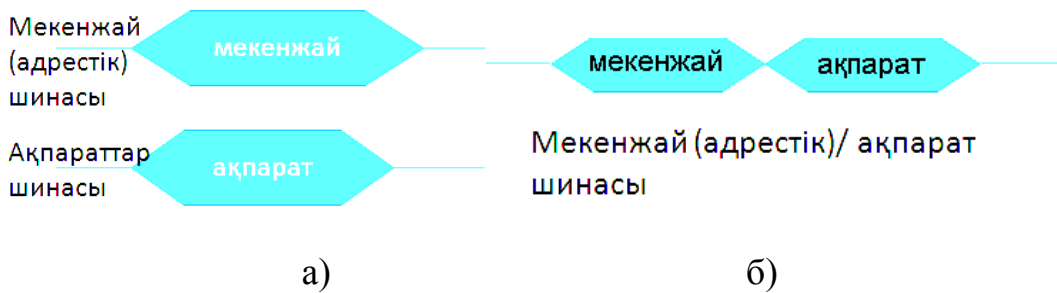 Мекенжай
(адрестік)
шинасы
мекенжай
Ақпараттар
шинасы
ақпарат
а)
мекенжай
ақпарат
Мекенжай (адрестік)/ ақпарат
шинасы
б)